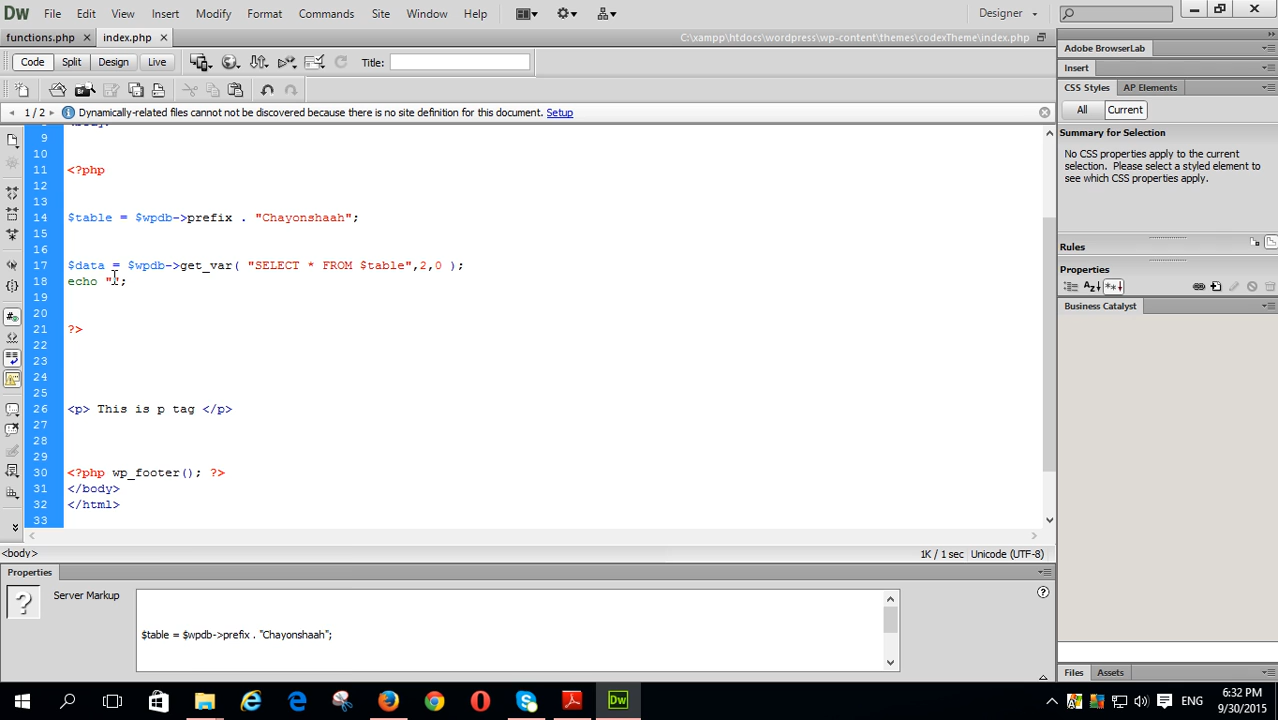 Dw File Edit View Insert Modify Format Commands Site Window Help Designer
functions.php × index.php × C:\xampp\htdocs\wordpress\wp-content\themes\codexTheme\index.php
Code Split Design Live Title:
1 / 2 Dynamically-related files cannot not be discovered because there is no site definition for this document. Setup
9
10
11 <?php
12
13
14 $table = $wpdb->prefix . "Chayonshaah";
15
16
17 $data = $wpdb->get_var( "SELECT * FROM $table",2,0 );
18 echo "";
19
20
21 ?>
22
23
24
25
26 <p> This is p tag </p>
27
28
29
30 <?php wp_footer(); ?>
31 </body>
32 </html>
33
<body> 1K / 1 sec Unicode (UTF-8)
Properties
Server Markup
$table = $wpdb->prefix . "Chayonshaah";
Adobe BrowserLab
Insert
CSS Styles AP Elements
All Current
Summary for Selection
No CSS properties apply to the current
selection. Please select a styled element to
see which CSS properties apply.
Rules
Properties
Business Catalyst
Files Assets
Dw ENG 6:32 PM
9/30/2015